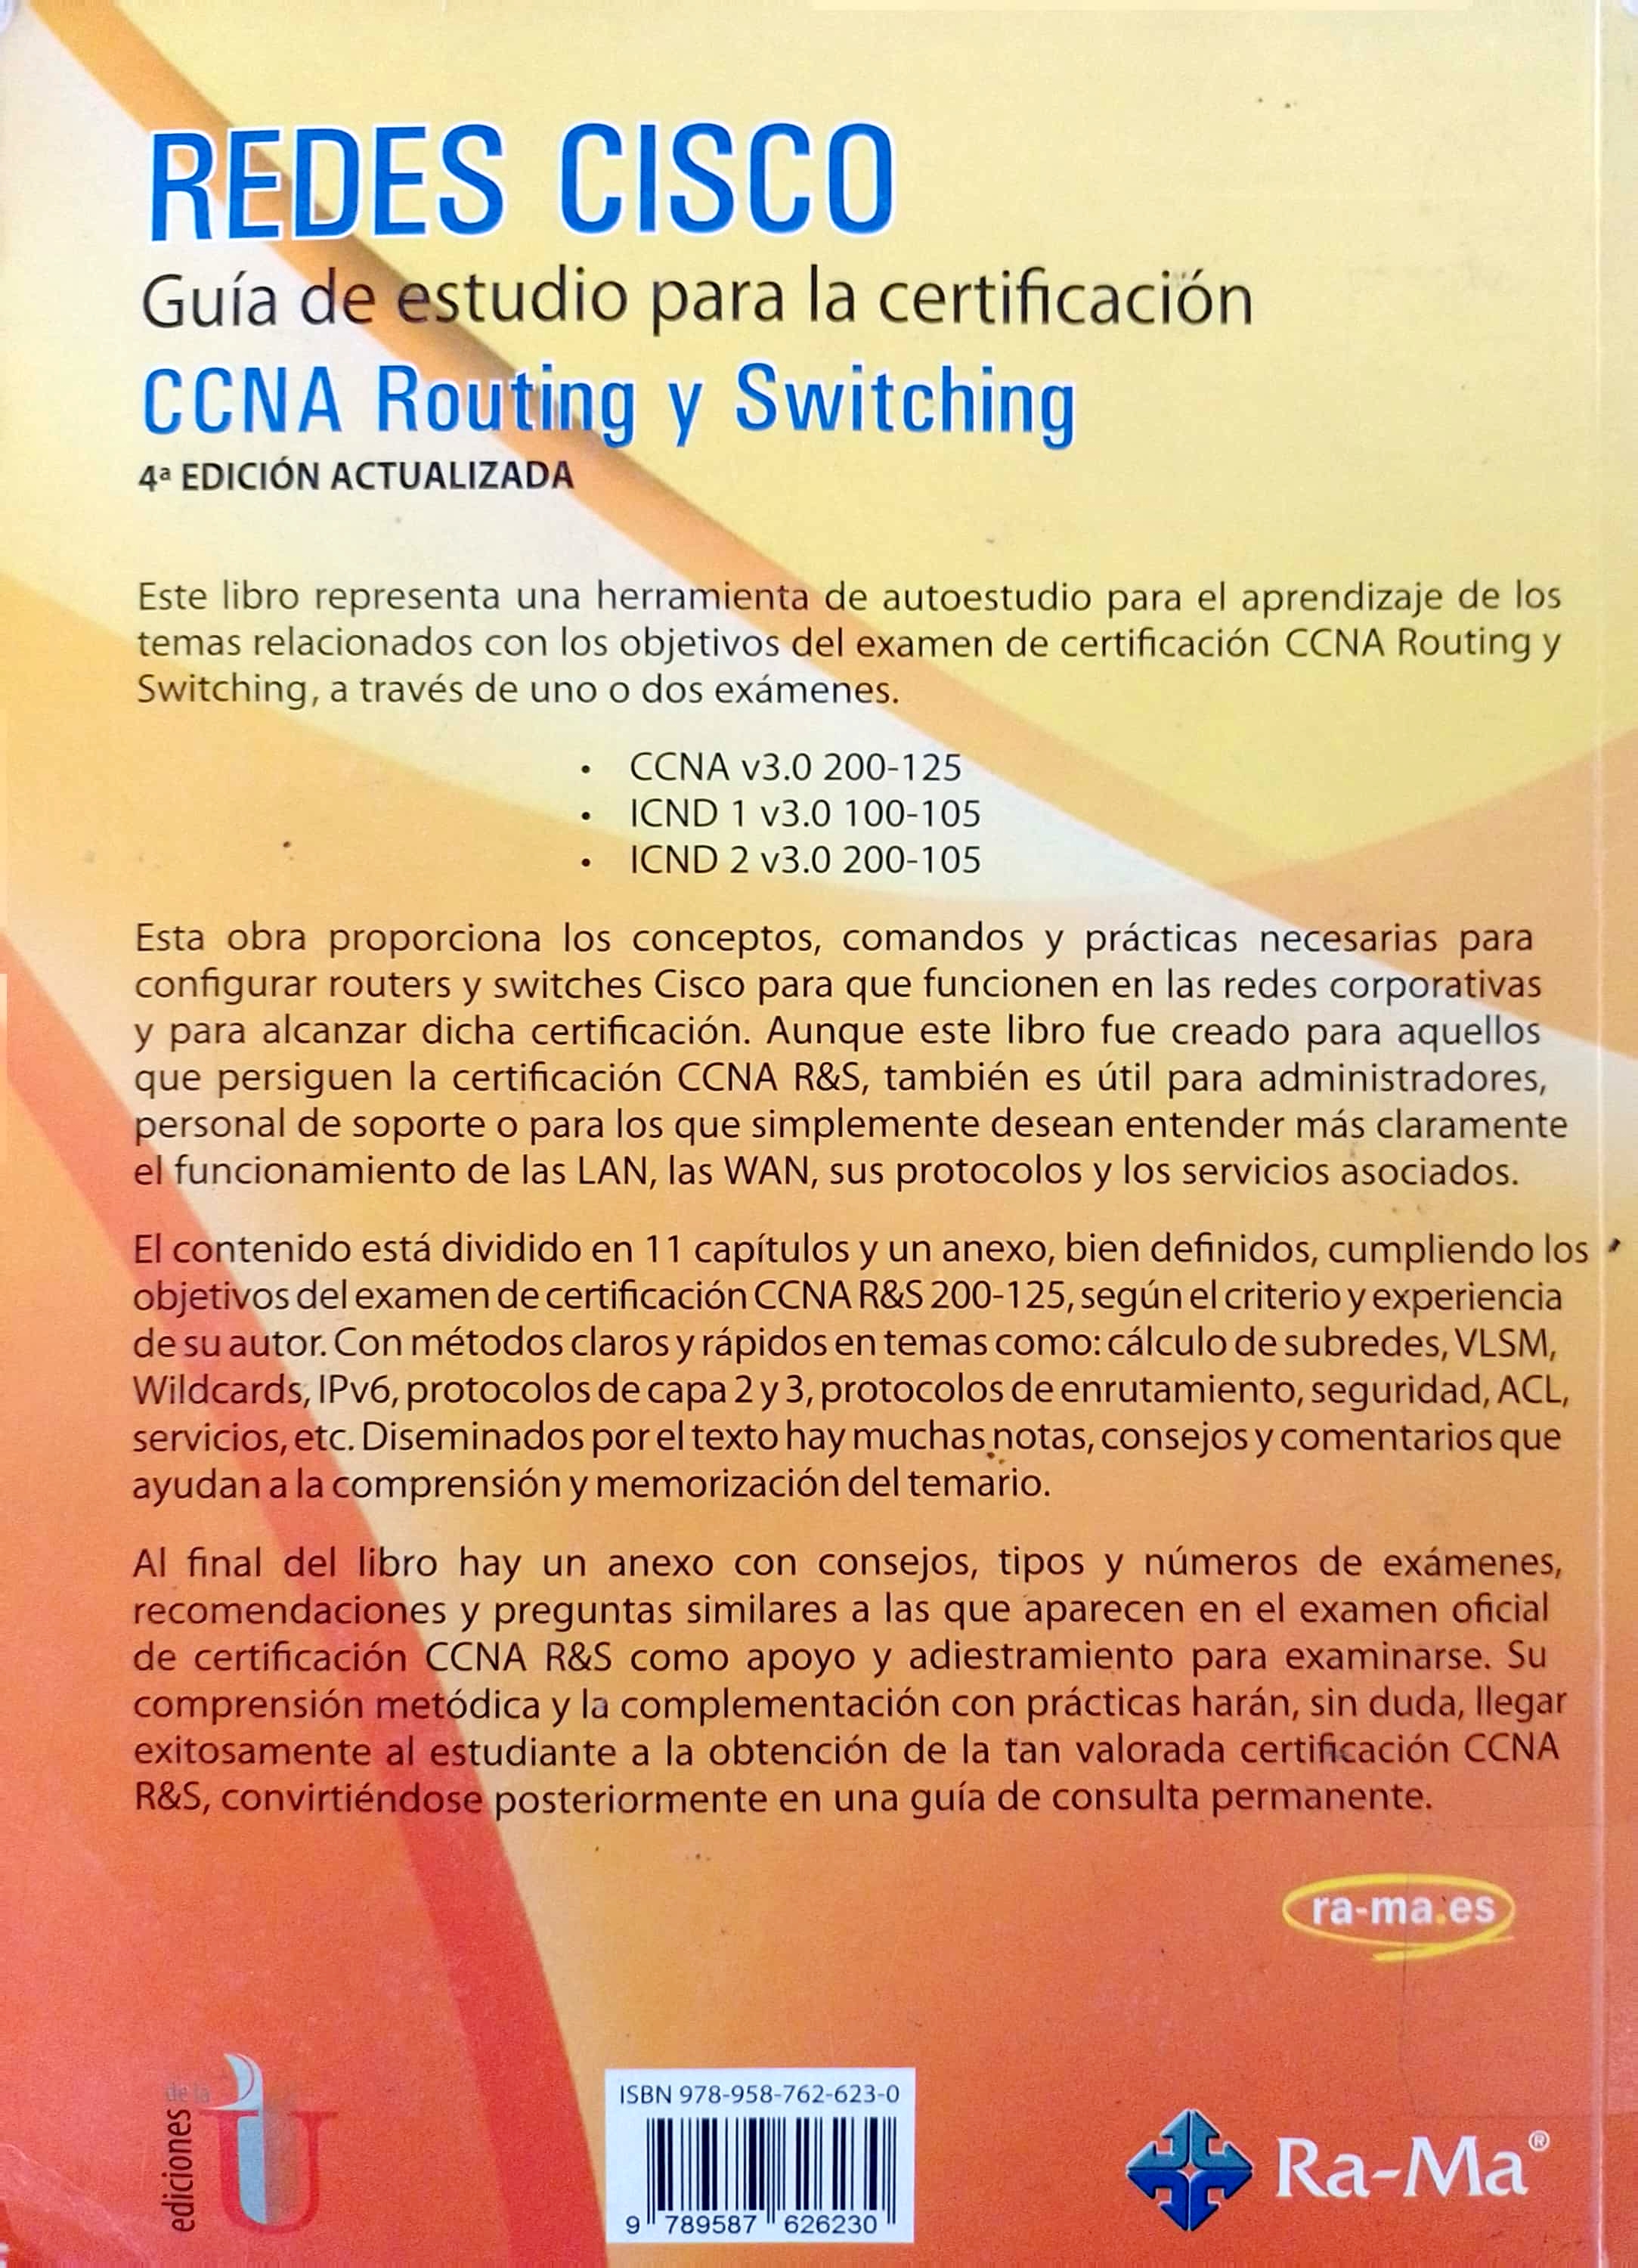 REDES CISCO
Guía de estudio para la certificación
CCNA Routing y Switching
4ª EDICIÓN ACTUALIZADA
Este libro representa una herramienta de autoestudio para el aprendizaje de los
temas relacionados con los objetivos del examen de certificación CCNA Routing y
Switching, a través de uno o dos exámenes.
• CCNA v3.0 200-125
• ICND 1 v3.0 100-105
• ICND 2 v3.0 200-105
Esta obra proporciona los conceptos, comandos y prácticas necesarias para
configurar routers y switches Cisco para que funcionen en las redes corporativas
y para alcanzar dicha certificación. Aunque este libro fue creado para aquellos
que persiguen la certificación CCNA R&S, también es útil para administradores,
personal de soporte o para los que simplemente desean entender más claramente
el funcionamiento de las LAN, las WAN, sus protocolos y los servicios asociados.
El contenido está dividido en 11 capítulos y un anexo, bien definidos, cumpliendo los
objetivos del examen de certificación CCNA R&S 200-125, según el criterio y experiencia
de su autor. Con métodos claros y rápidos en temas como: cálculo de subredes, VLSM,
Wildcards, IPv6, protocolos de capa 2 y 3, protocolos de enrutamiento, seguridad, ACL,
servicios, etc. Diseminados por el texto hay muchas notas, consejos y comentarios que
ayudan a la comprensión y memorización del temario.
Al final del libro hay un anexo con consejos, tipos y números de exámenes,
recomendaciones y preguntas similares a las que aparecen en el examen oficial
de certificación CCNA R&S como apoyo y adiestramiento para examinarse. Su
comprensión metódica y la complementación con prácticas harán, sin duda, llegar
exitosamente al estudiante a la obtención de la tan valorada certificación CCNA
R&S, convirtiéndose posteriormente en una guía de consulta permanente.
ra-ma.es
ediciones de la U
ISBN 978-958-762-623-0
9 789587 626230
Ra-Ma®